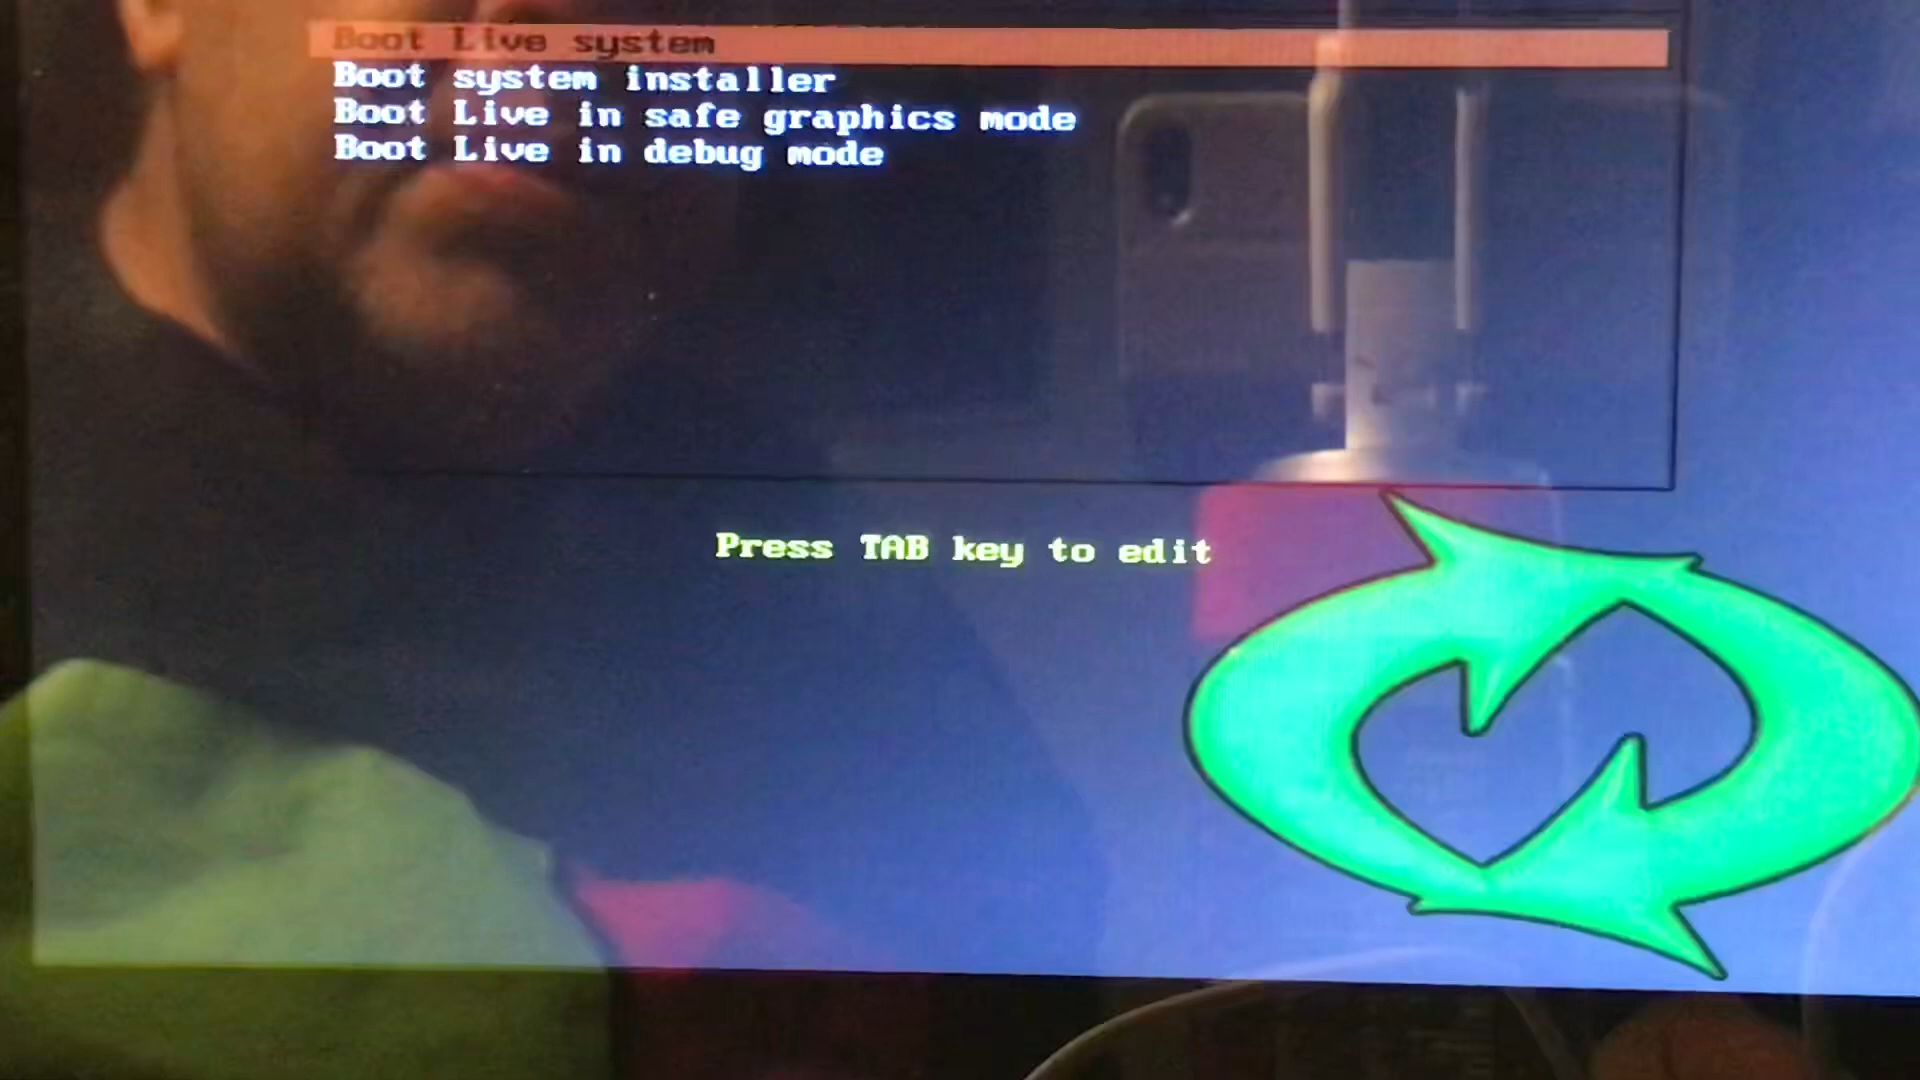 Boot Live system
Boot system installer
Boot Live in safe graphics mode
Boot Live in debug mode
Press TAB key to edit